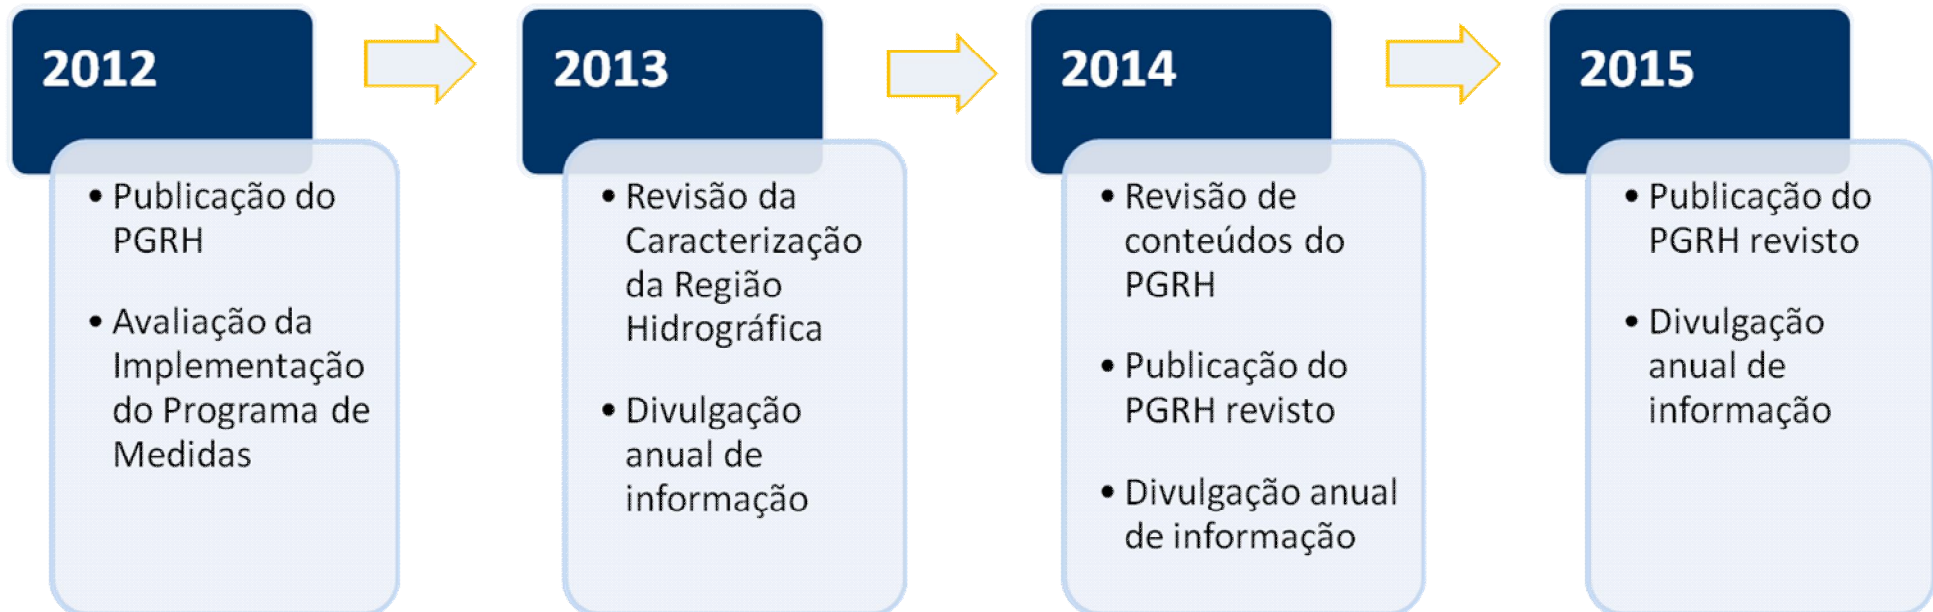 2012
• Publicação do
PGRH
• Avaliação da
Implementação
do Programa de
Medidas
2013
• Revisão da
Caracterização
da Região
Hidrográfica
• Divulgação
anual de
informação
2014
• Revisão de
conteúdos do
PGRH
• Publicação do
PGRH revisto
• Divulgação anual
de informação
2015
• Publicação do
PGRH revisto
• Divulgação
anual de
informação